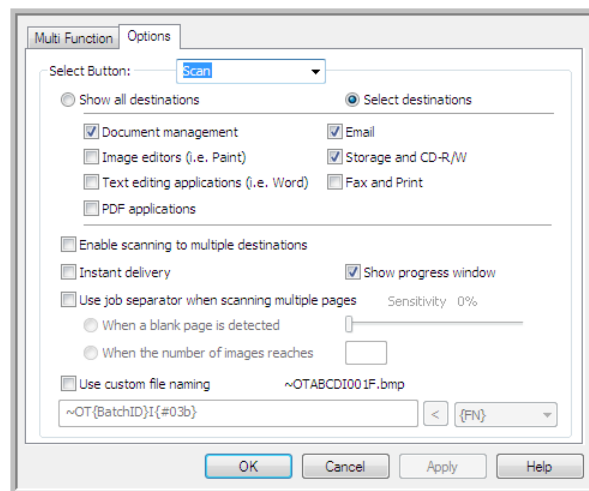 Multi Function Options
Select Button: Scan
Show all destinations Select destinations
Document management Email
Image editors (i.e. Paint) Storage and CD-R/W
Text editing applications (i.e. Word) Fax and Print
PDF applications
Enable scanning to multiple destinations
Instant delivery Show progress window
Use job separator when scanning multiple pages Sensitivity 0%
When a blank page is detected
When the number of images reaches
Use custom file naming ~OTABCDI001F.bmp
~OT{BatchID}I{#03b} < {FN}
OK Cancel Apply Help